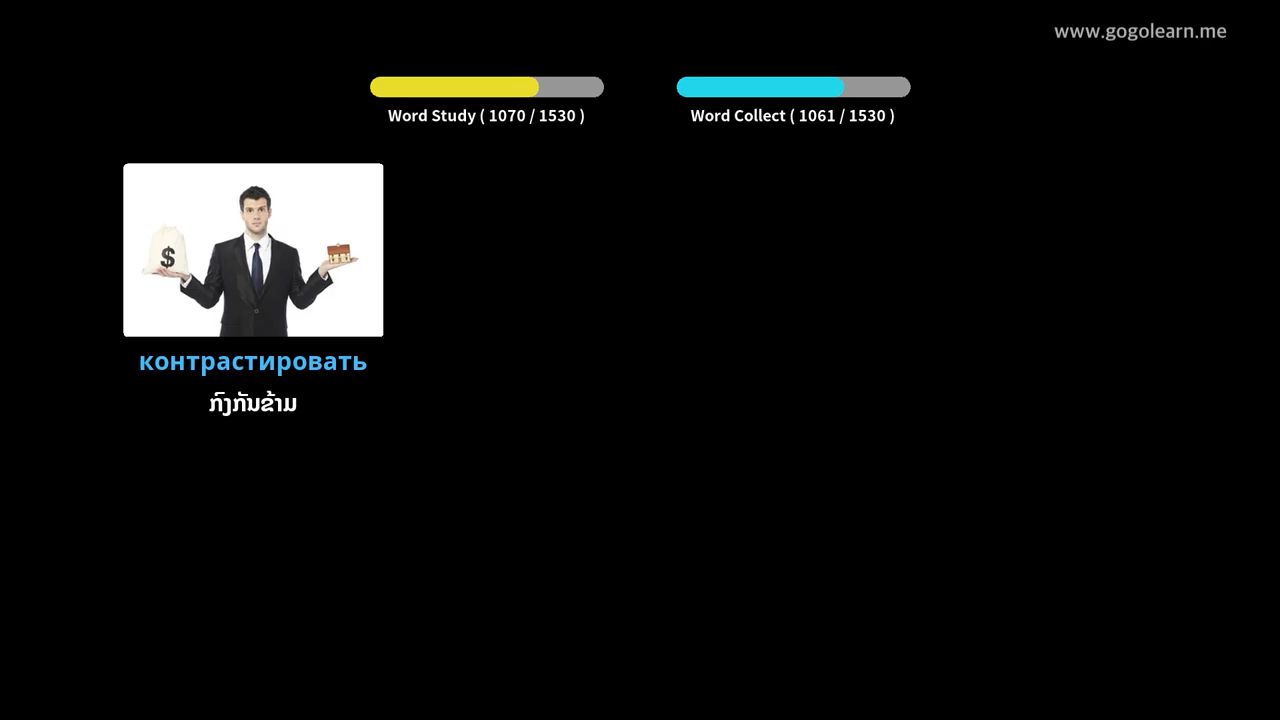 www.gogolearn.me
Word Study ( 1070 / 1530 )
Word Collect ( 1061 / 1530 )
$
контрастировать
ກົງກັນຂ້າມ